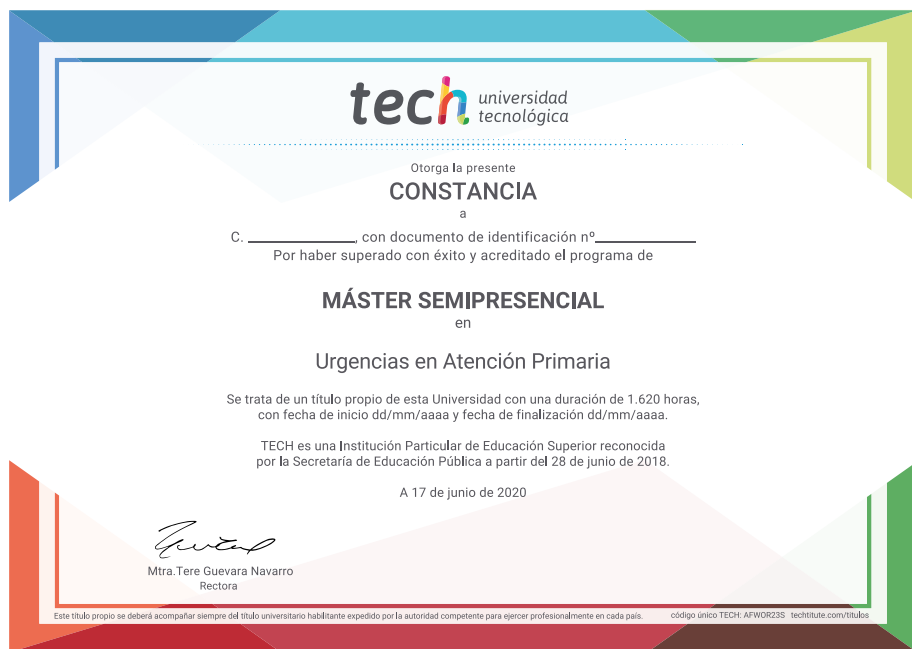 tech universidad
tecnológica
Otorga la presente
CONSTANCIA
a
C. ______________, con documento de identificación nº______________
Por haber superado con éxito y acreditado el programa de
MÁSTER SEMIPRESENCIAL
en
Urgencias en Atención Primaria
Se trata de un título propio de esta Universidad con una duración de 1.620 horas,
con fecha de inicio dd/mm/aaaa y fecha de finalización dd/mm/aaaa.
TECH es una Institución Particular de Educación Superior reconocida
por la Secretaría de Educación Pública a partir del 28 de junio de 2018.
A 17 de junio de 2020
Mtra.Tere Guevara Navarro
Rectora
Este título propio se deberá acompañar siempre del título universitario habilitante expedido por la autoridad competente para ejercer profesionalmente en cada país. código único TECH: AFWOR23S techtitute.com/titulos